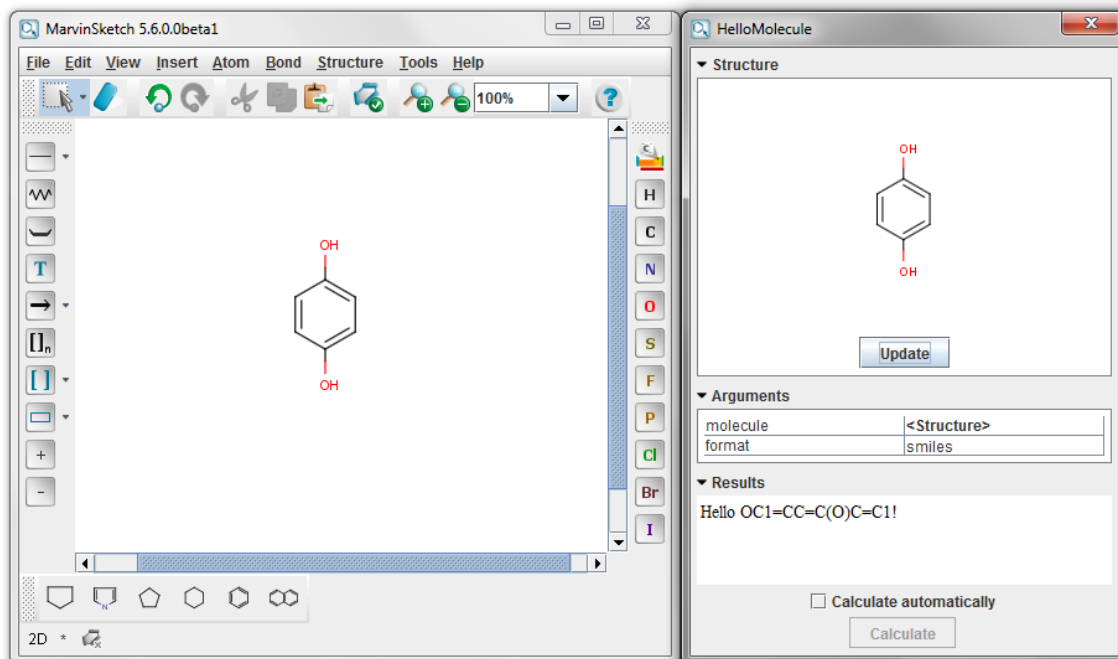 MarvinSketch 5.6.0.0beta1
File Edit View Insert Atom Bond Structure Tools Help
100%
?
T
[]n
[ ]
+
-
OH
OH
C
H
C
N
O
S
F
P
Cl
Br
I
N
2D *
HelloMolecule
Structure
OH
OH
Update
Arguments
molecule <Structure>
format smiles
Results
Hello OC1=CC=C(O)C=C1!
Calculate automatically
Calculate